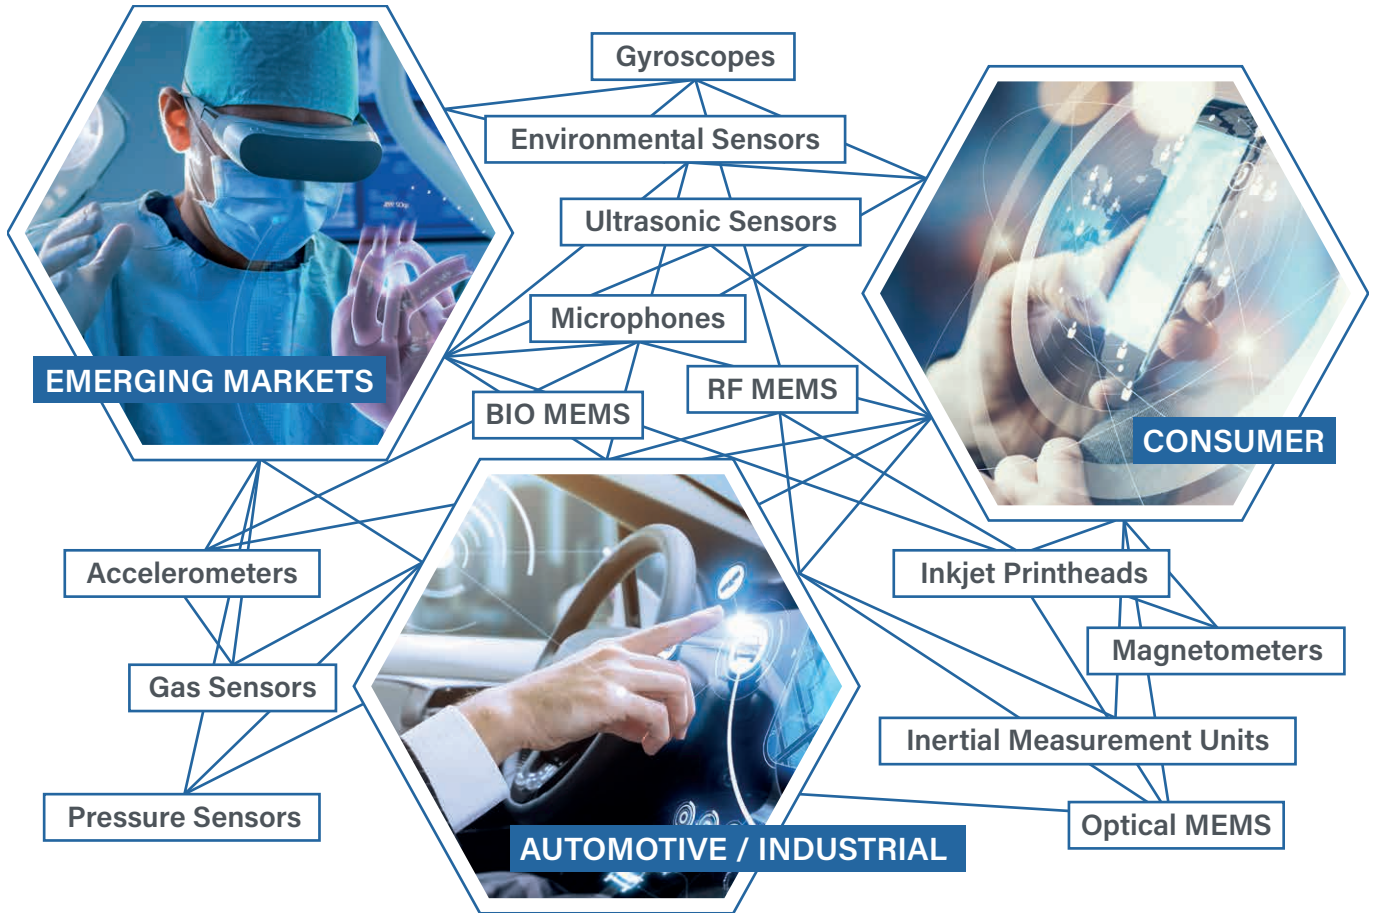 Gyroscopes
Environmental Sensors
Ultrasonic Sensors
Microphones
EMERGING MARKETS
RF MEMS
BIO MEMS
CONSUMER
Accelerometers
Inkjet Printheads
Magnetometers
Gas Sensors
Inertial Measurement Units
Pressure Sensors
Optical MEMS
AUTOMOTIVE / INDUSTRIAL